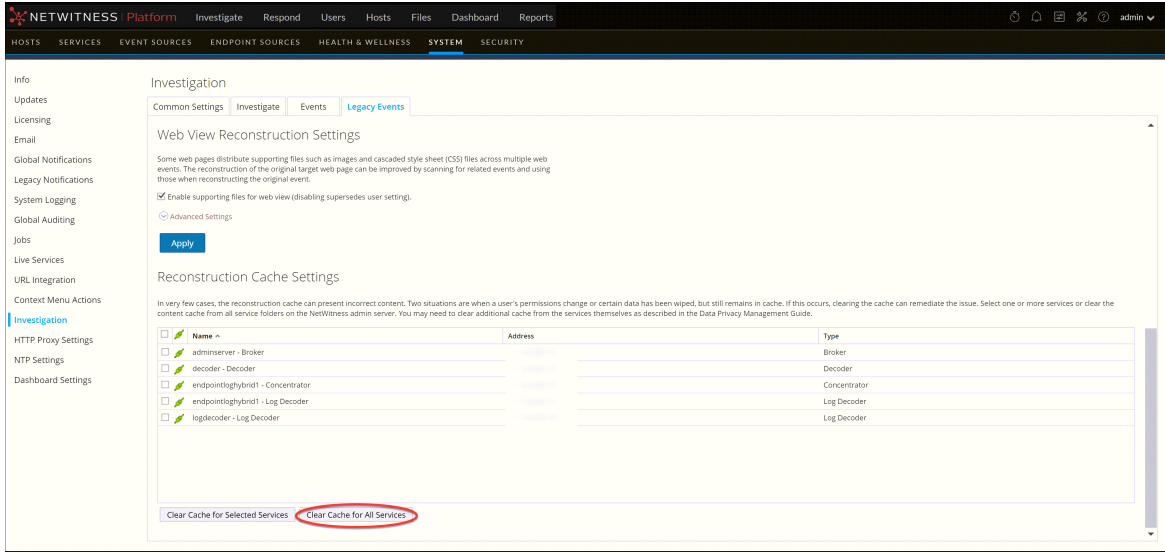 NETWITNESS Platform Investigate Respond Users Hosts Files Dashboard Reports admin
HOSTS SERVICES EVENT SOURCES ENDPOINT SOURCES HEALTH & WELLNESS SYSTEM SECURITY
Info
Updates
Licensing
Email
Global Notifications
Legacy Notifications
System Logging
Global Auditing
Jobs
Live Services
URL Integration
Context Menu Actions
Investigation
HTTP Proxy Settings
NTP Settings
Dashboard Settings
Investigation
Common Settings Investigate Events Legacy Events
Web View Reconstruction Settings
Some web pages distribute supporting files such as images and cascaded style sheet (CSS) files across multiple web
events. The reconstruction of the original target web page can be improved by scanning for related events and using
those when reconstructing the original event.
Enable supporting files for web view (disabling supersedes user setting).
Advanced Settings
Apply
Reconstruction Cache Settings
In very few cases, the reconstruction cache can present incorrect content. Two situations are when a user's permissions change or certain data has been wiped, but still remains in cache. If this occurs, clearing the cache can remediate the issue. Select one or more services or clear the
content cache from all service folders on the NetWitness admin server. You may need to clear additional cache from the services themselves as described in the Data Privacy Management Guide.
Name Address Type
adminserver - Broker Broker
decoder - Decoder Decoder
endpointloghybrid1 - Concentrator Concentrator
endpointloghybrid1 - Log Decoder Log Decoder
logdecoder - Log Decoder Log Decoder
Clear Cache for Selected Services Clear Cache for All Services